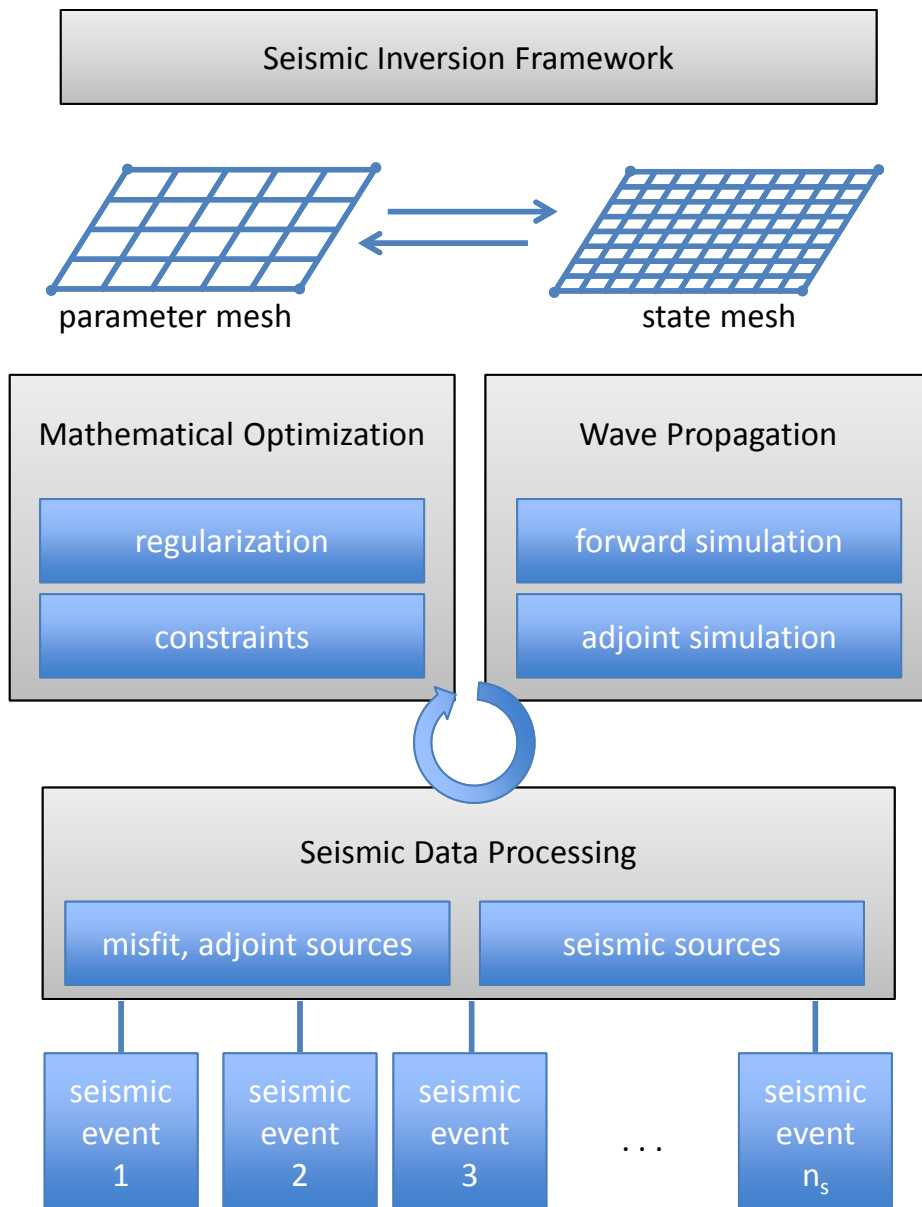 Seismic Inversion Framework
parameter mesh
state mesh
Mathematical Optimization
regularization
constraints
Wave Propagation
forward simulation
adjoint simulation
Seismic Data Processing
misfit, adjoint sources
seismic sources
seismic
event
1
seismic
event
2
seismic
event
3
. . .
seismic
event
nₛ